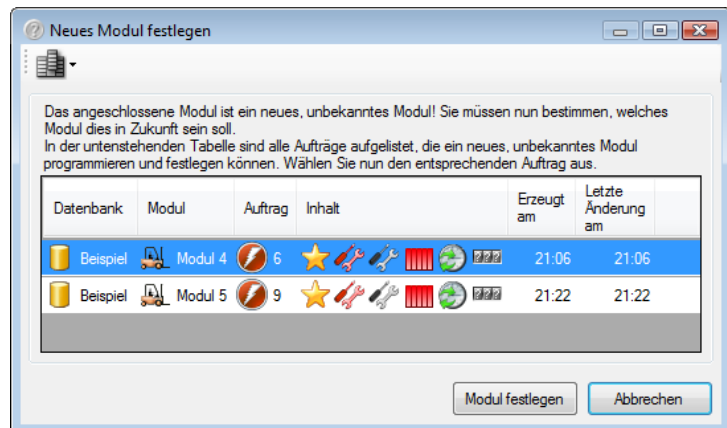 Neues Modul festlegen
Das angeschlossene Modul ist ein neues, unbekanntes Modul! Sie müssen nun bestimmen, welches
Modul dies in Zukunft sein soll.
In der untenstehenden Tabelle sind alle Aufträge aufgelistet, die ein neues, unbekanntes Modul
programmieren und festlegen können. Wählen Sie nun den entsprechenden Auftrag aus.
Datenbank Modul Auftrag Inhalt Erzeugt am Letzte Änderung am
Beispiel Modul 4 6 ??? 21:06 21:06
Beispiel Modul 5 9 ??? 21:22 21:22
Modul festlegen Abbrechen